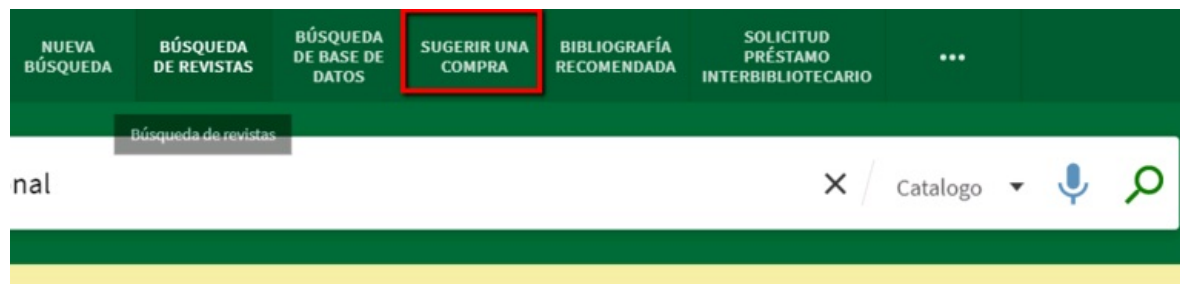 NUEVA
BÚSQUEDA
BÚSQUEDA
DE REVISTAS
BÚSQUEDA
DE BASE DE
DATOS
SUGERIR UNA
COMPRA
BIBLIOGRAFÍA
RECOMENDADA
SOLICITUD
PRÉSTAMO
INTERBIBLIOTECARIO
•••
Búsqueda de revistas
nal
Catalogo